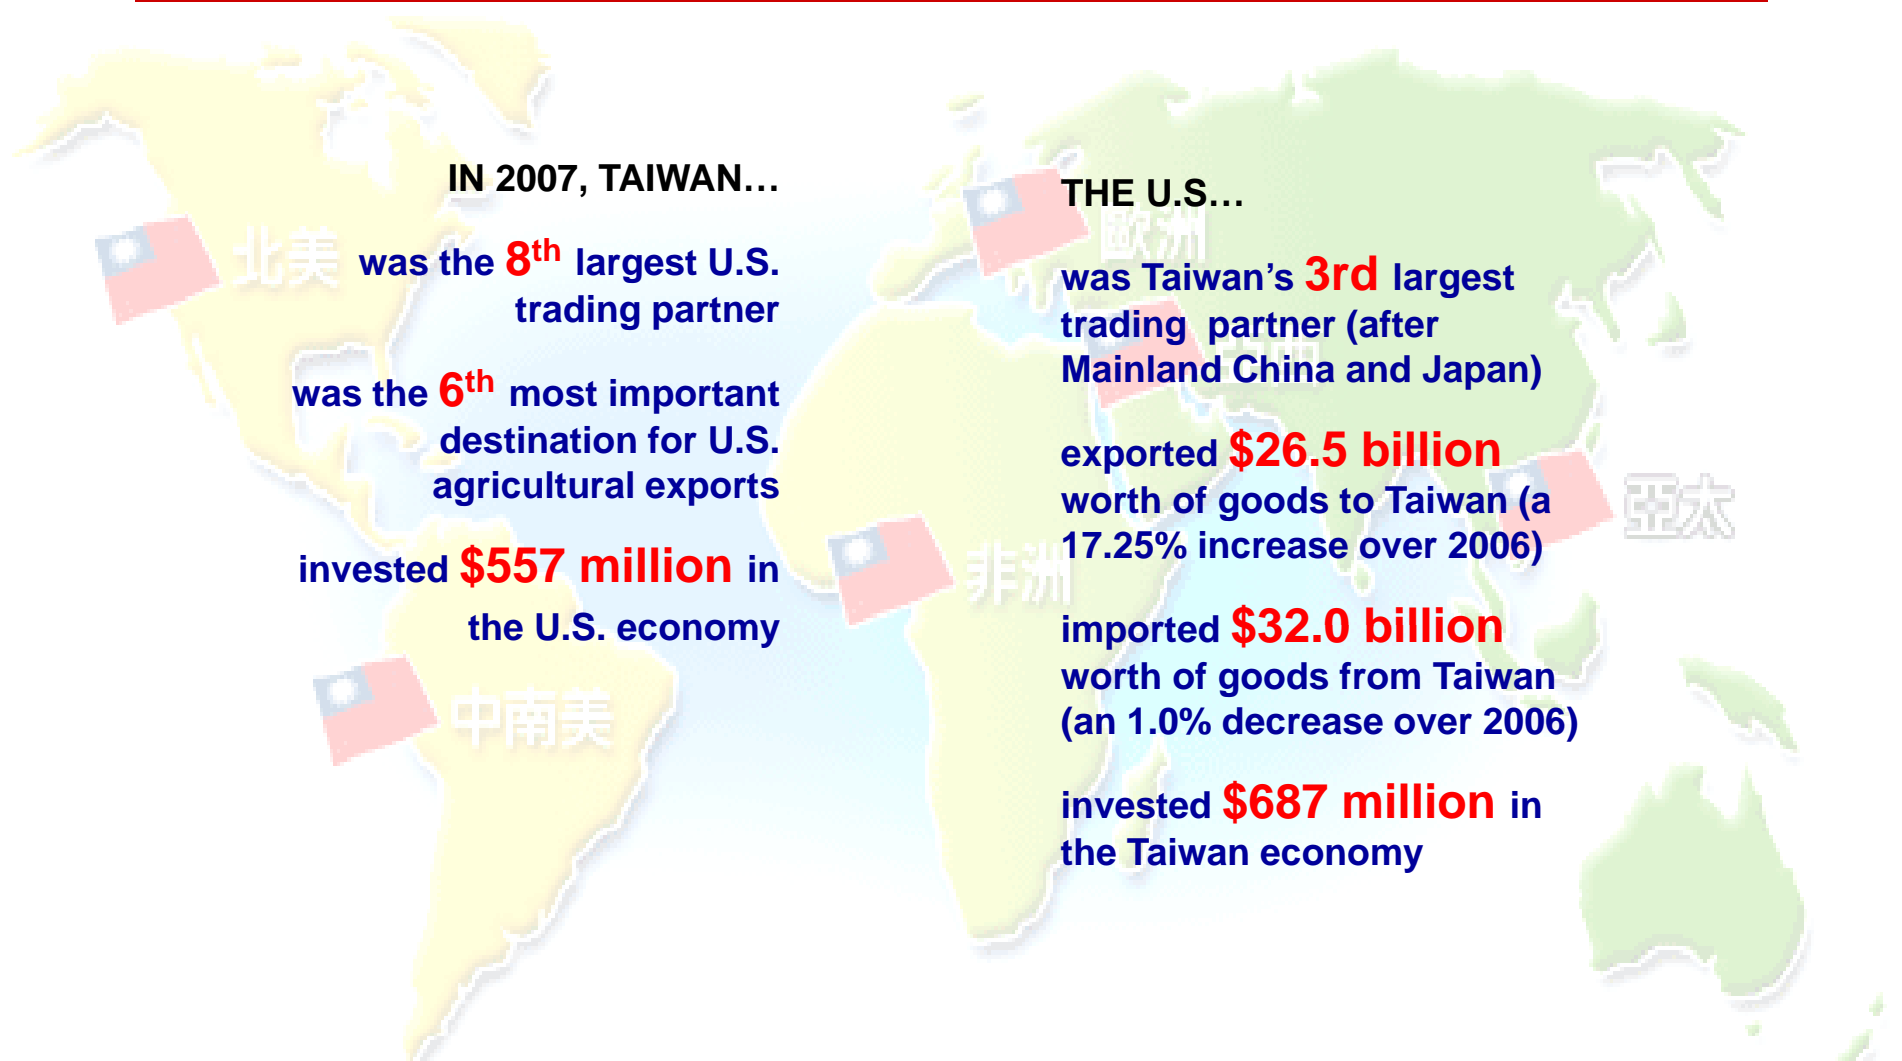 IN 2007, TAIWAN…
was the 8th largest U.S.
trading partner
was the 6th most important
destination for U.S.
agricultural exports
invested $557 million in
the U.S. economy
THE U.S…
was Taiwan’s 3rd largest
trading partner (after
Mainland China and Japan)
exported $26.5 billion
worth of goods to Taiwan (a
17.25% increase over 2006)
imported $32.0 billion
worth of goods from Taiwan
(an 1.0% decrease over 2006)
invested $687 million in
the Taiwan economy
北美
中南美
歐洲
亞西
非洲
亞太